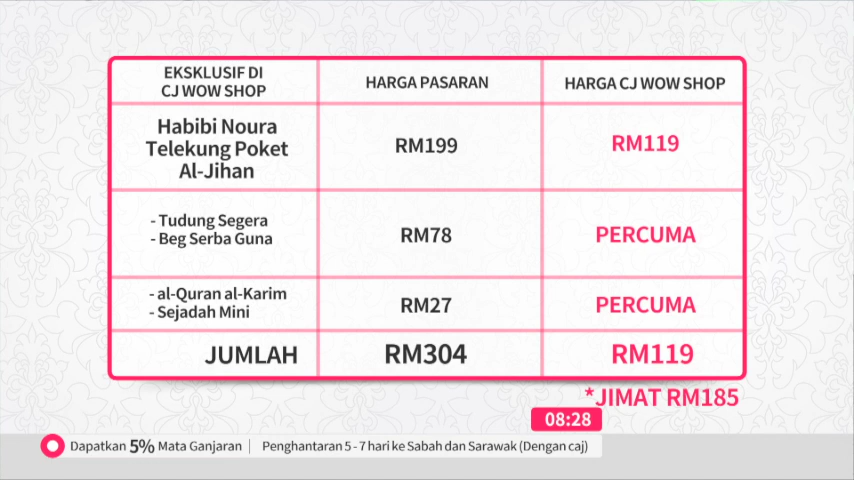 EKSKLUSIF DI
CJ WOW SHOP
HARGA PASARAN
HARGA CJ WOW SHOP
Habibi Noura
Telekung Poket
Al-Jihan
RM199
RM119
- Tudung Segera
- Beg Serba Guna
RM78
PERCUMA
- al-Quran al-Karim
- Sejadah Mini
RM27
PERCUMA
JUMLAH
RM304
RM119
*JIMAT RM185
08:28
Dapatkan 5% Mata Ganjaran | Penghantaran 5 - 7 hari ke Sabah dan Sarawak (Dengan caj)